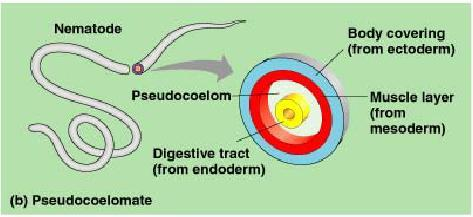 Nematode
Body covering
(from ectoderm)
Pseudocoelom
Muscle layer
(from
mesoderm)
Digestive tract
(from endoderm)
(b) Pseudocoelomate